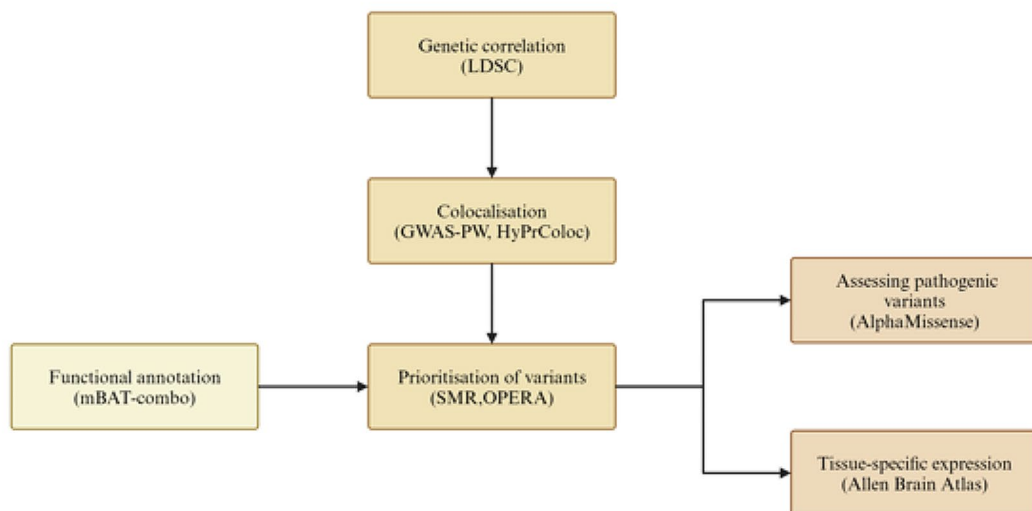 Genetic correlation
(LDSC)
Colocalisation
(GWAS-PW, HyPrColoc)
Assessing pathogenic
variants
(AlphaMissense)
Functional annotation
(mBAT-combo)
Prioritisation of variants
(SMR,OPERA)
Tissue-specific expression
(Allen Brain Atlas)